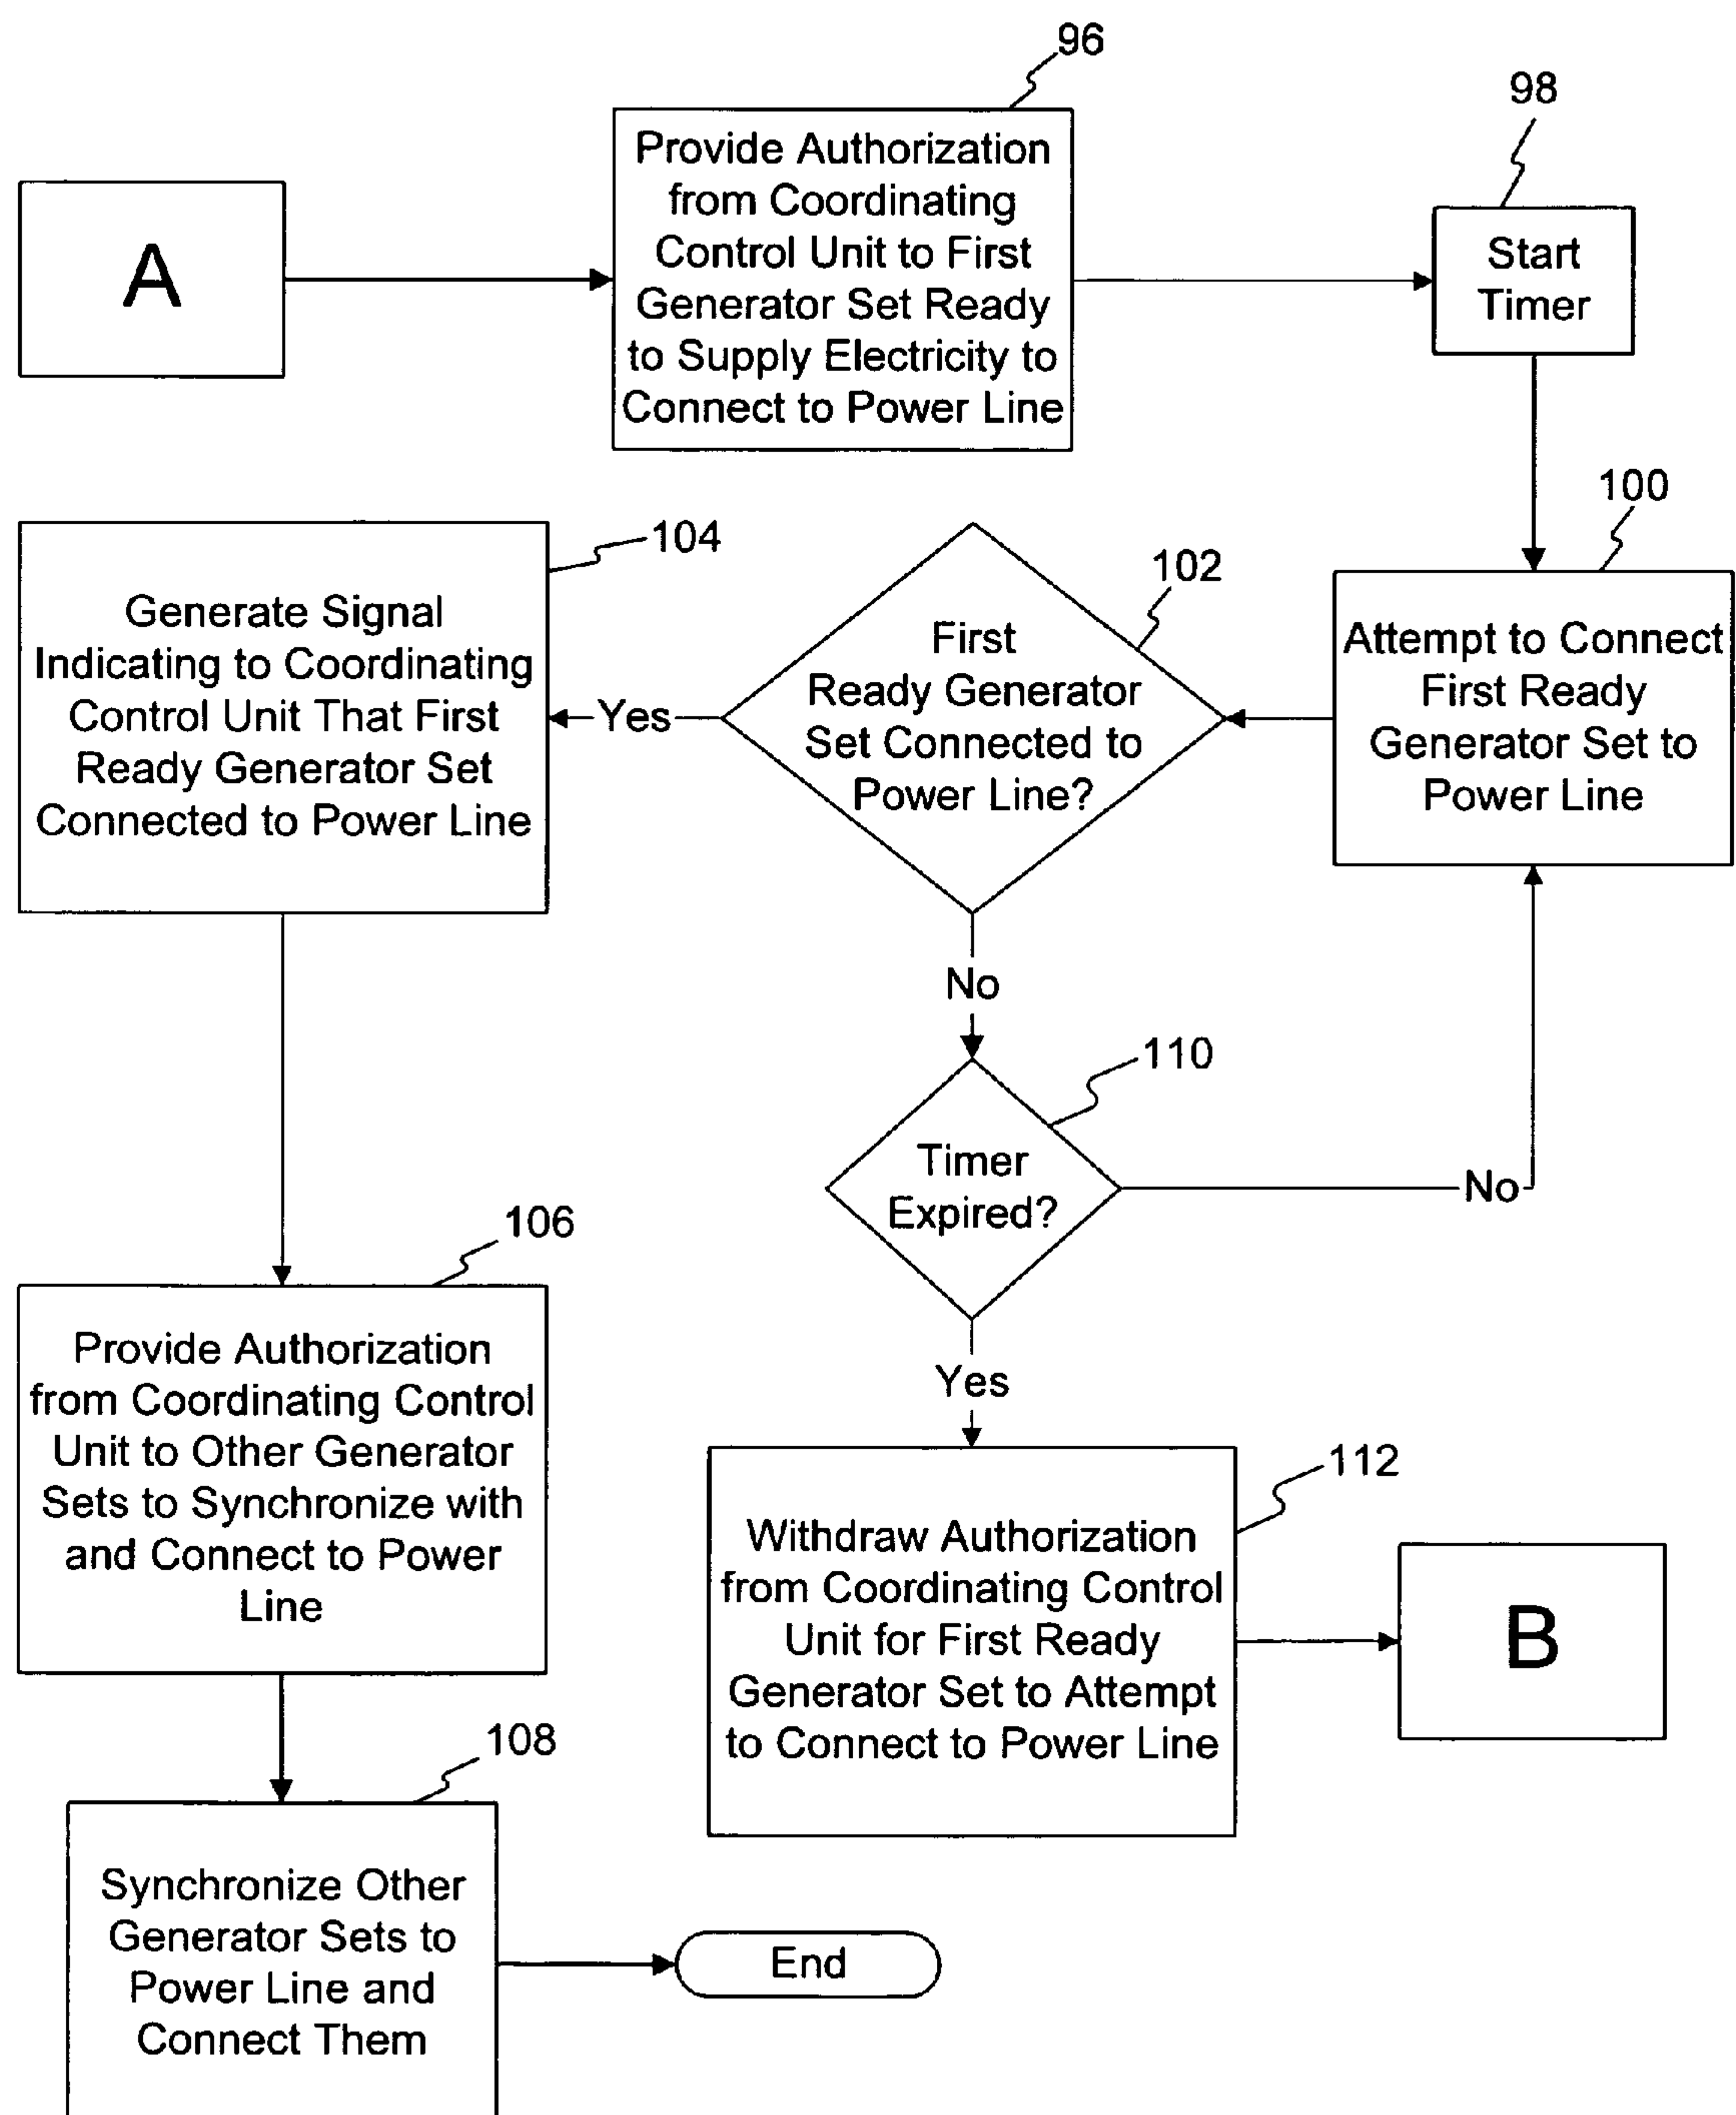 96
98
A
Provide Authorization
from Coordinating
Control Unit to First
Generator Set Ready
to Supply Electricity to
Connect to Power Line
Start
Timer
104
102
100
Generate Signal
Indicating to Coordinating
Control Unit That First
Ready Generator Set
Connected to Power Line
Yes
First
Ready Generator
Set Connected to
Power Line?
Attempt to Connect
First Ready
Generator Set to
Power Line
No
110
Timer
Expired?
No
106
Provide Authorization
from Coordinating Control
Unit to Other Generator
Sets to Synchronize with
and Connect to Power
Line
Yes
112
Withdraw Authorization
from Coordinating Control
Unit for First Ready
Generator Set to Attempt
to Connect to Power Line
B
108
Synchronize Other
Generator Sets to
Power Line and
Connect Them
End